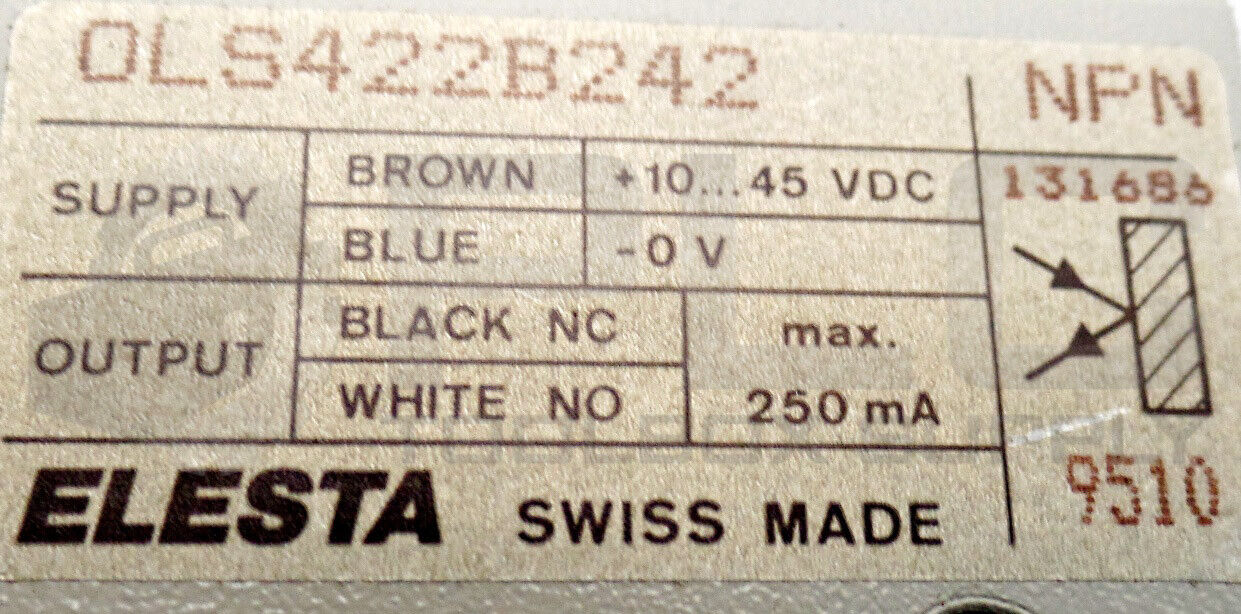 OLS422B242 NPN
131686
SUPPLY BROWN +10...45 VDC
BLUE -0 V
OUTPUT BLACK NC max.
WHITE NO 250 mA
ELESTA SWISS MADE
9510